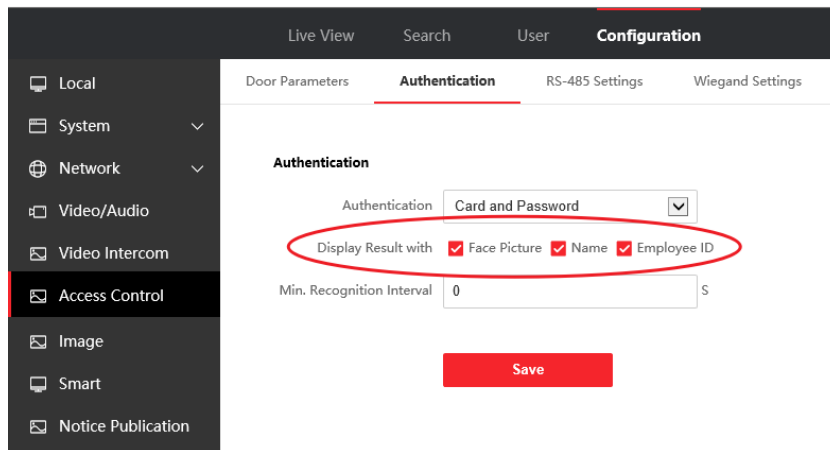 Live View Search User Configuration
Local
System
Network
Video/Audio
Video Intercom
Access Control
Image
Smart
Notice Publication
Door Parameters Authentication RS-485 Settings Wiegand Settings
Authentication
Authentication Card and Password
Display Result with Face Picture Name Employee ID
Min. Recognition Interval 0 S
Save